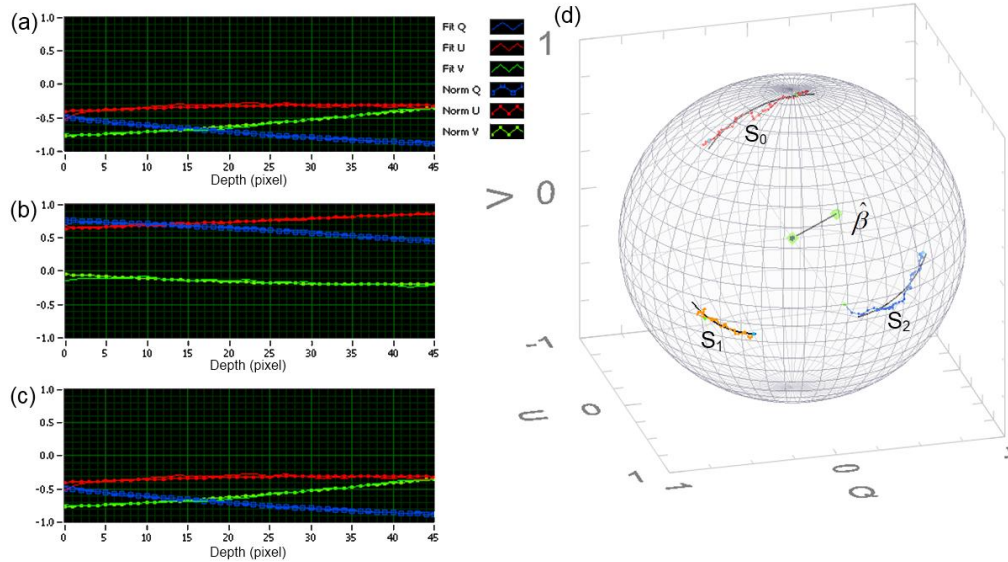 (a)
1.0
0.5
0.0
-0.5
-1.0
0 5 10 15 20 25 30 35 40 45
Depth (pixel)
Fit Q
Fit U
Fit V
Norm Q
Norm U
Norm V
(b)
1.0
0.5
0.0
-0.5
-1.0
0 5 10 15 20 25 30 35 40 45
Depth (pixel)
(c)
1.0
0.5
0.0
-0.5
-1.0
0 5 10 15 20 25 30 35 40 45
Depth (pixel)
(d)
1
V
0
-1
U
0
1
1
0
Q
S₀
β̂
S₁
S₂